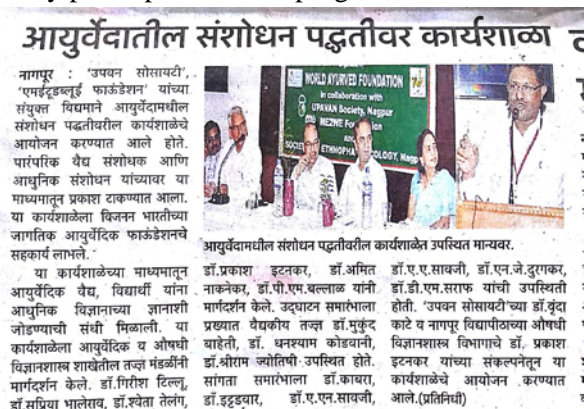 आयुर्वेदातील संशोधन पद्धतीवर कार्यशाळा
नागपूर : 'उपवन सोसायटी',
'एमईटूडब्लूई फाऊंडेशन' यांच्या
संयुक्त विद्यमाने आयुर्वेदामधील
संशोधन पद्धतीवरील कार्यशाळेचे
आयोजन करण्यात आले होते.
पारंपरिक वैद्य संशोधक आणि
आधुनिक संशोधन यांच्यावर या
माध्यमातून प्रकाश टाकण्यात आला.
या कार्यशाळेला विजनन भारतीच्या
जागतिक आयुर्वेदिक फाऊंडेशनचे
सहकार्य लाभले.
या कार्यशाळेच्या माध्यमातून
आयुर्वेदिक वैद्य, विद्यार्थी यांना
आधुनिक विज्ञानाच्या ज्ञानाशी
जोडण्याची संधी मिळाली. या
कार्यशाळेला आयुर्वेदिक व औषधी
विज्ञानशास्त्र शाखेतील तज्ज्ञ मंडळींनी
मार्गदर्शन केले. डॉ.गिरीश टिल्लू,
डॉ.सुप्रिया भालेराव, डॉ.श्वेता तेलंग,
WORLD AYURVED FOUNDATION
In collaboration with
UPAVAN Society, Nagpur
आयुर्वेदामधील संशोधन पद्धतीवरील कार्यशाळेत उपस्थित मान्यवर.
डॉ.प्रकाश इटनकर, डॉ.अमित
नाकनेकर, डॉ.पी.एम.बल्लाळ यांनी
मार्गदर्शन केले. उद्घाटन समारंभाला
प्रख्यात वैद्यकीय तज्ज्ञ डॉ.मुकुंद
बाहेती, डॉ. धनश्याम कोडवानी,
डॉ.श्रीराम ज्योतिषी उपस्थित होते.
सांगता समारंभाला डॉ.काबरा,
डॉ.इट्टडवार, डॉ.ए.एन.सावजी,
डॉ.ए.ए.सावजी, डॉ.एन.जे.दुरगकर,
डॉ.डी.एम.सराफ यांची उपस्थिती
होती. 'उपवन सोसायटी'च्या डॉ.वृंदा
काटे व नागपूर विद्यापीठाच्या औषधी
विज्ञानशास्त्र विभागाचे डॉ. प्रकाश
इटनकर यांच्या संकल्पनेतून या
कार्यशाळेचे आयोजन करण्यात
आले.(प्रतिनिधी)